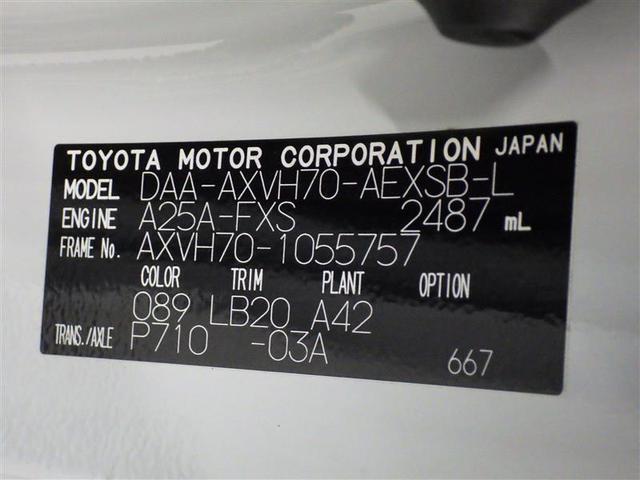 TOYOTA MOTOR CORPORATION JAPAN
MODEL DAA-AXVH70-AEXSB-L
ENGINE A25A-FXS 2487 mL
FRAME No. AXVH70-1055757
COLOR TRIM PLANT OPTION
089 LB20 A42
TRANS./AXLE P710 -03A 667